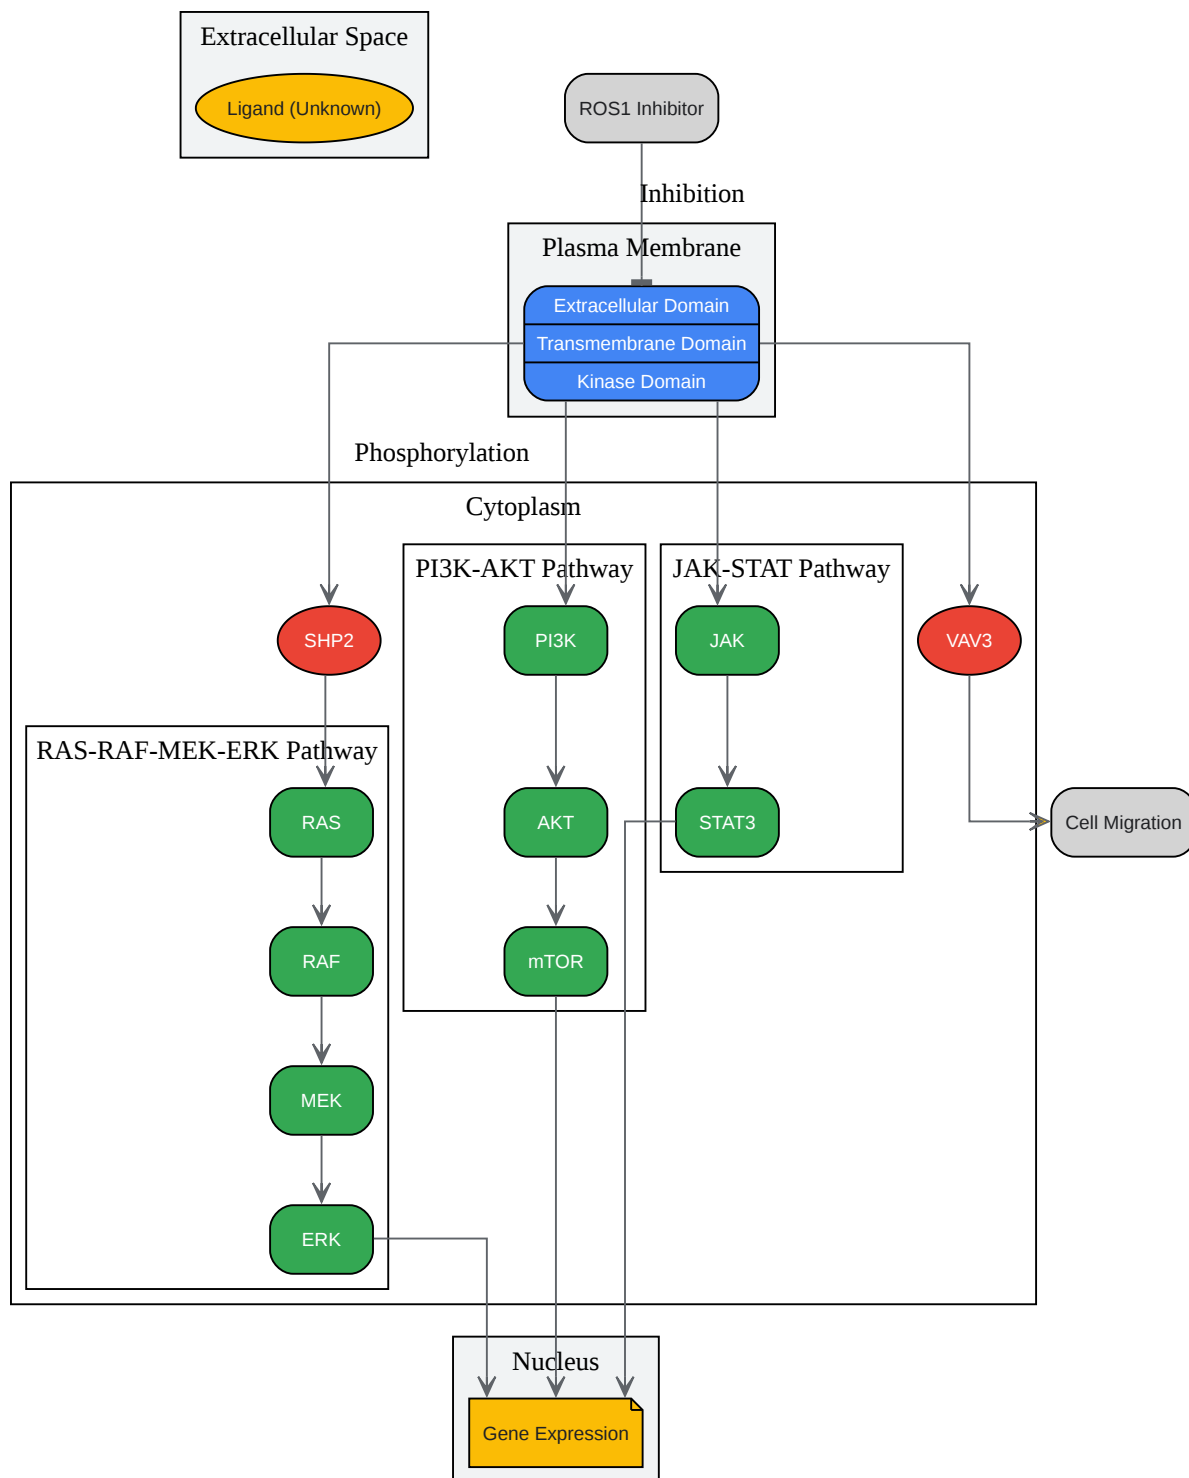 Extracellular Space
Ligand (Unknown)
ROS1 Inhibitor
Inhibition
Plasma Membrane
Extracellular Domain
Transmembrane Domain
Kinase Domain
Phosphorylation
Cytoplasm
PI3K-AKT Pathway
JAK-STAT Pathway
SHP2
PI3K
JAK
VAV3
RAS-RAF-MEK-ERK Pathway
RAS
AKT
STAT3
Cell Migration
RAF
mTOR
MEK
ERK
Nucleus
Gene Expression